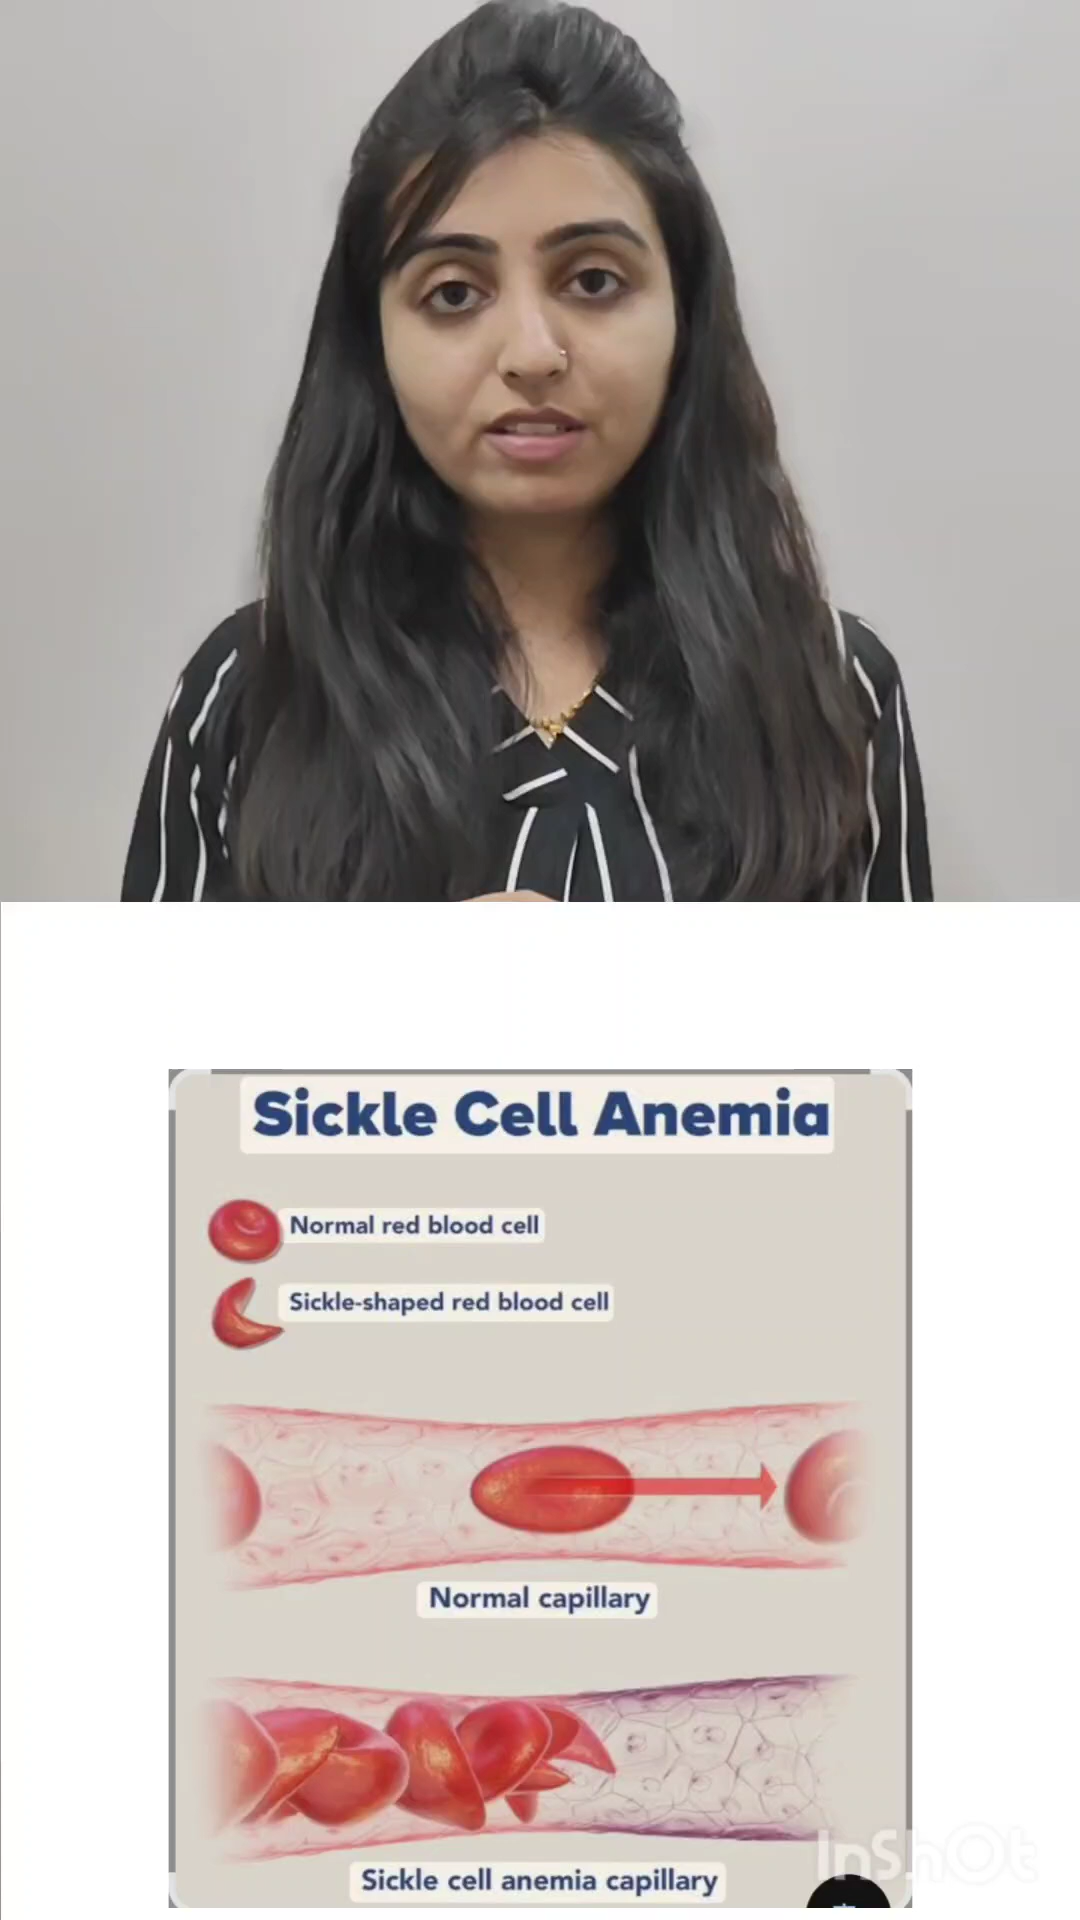 Sickle Cell Anemia
Normal red blood cell
Sickle-shaped red blood cell
Normal capillary
Sickle cell anemia capillary
InShOt